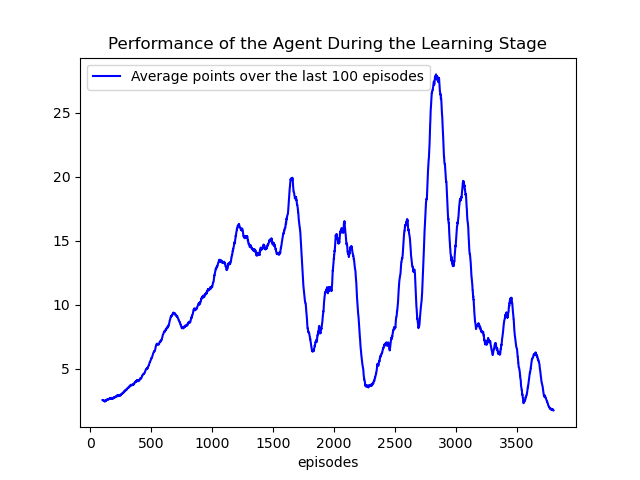 Performance of the Agent During the Learning Stage
Average points over the last 100 episodes
25
20
15
10
5
0 500 1000 1500 2000 2500 3000 3500
episodes